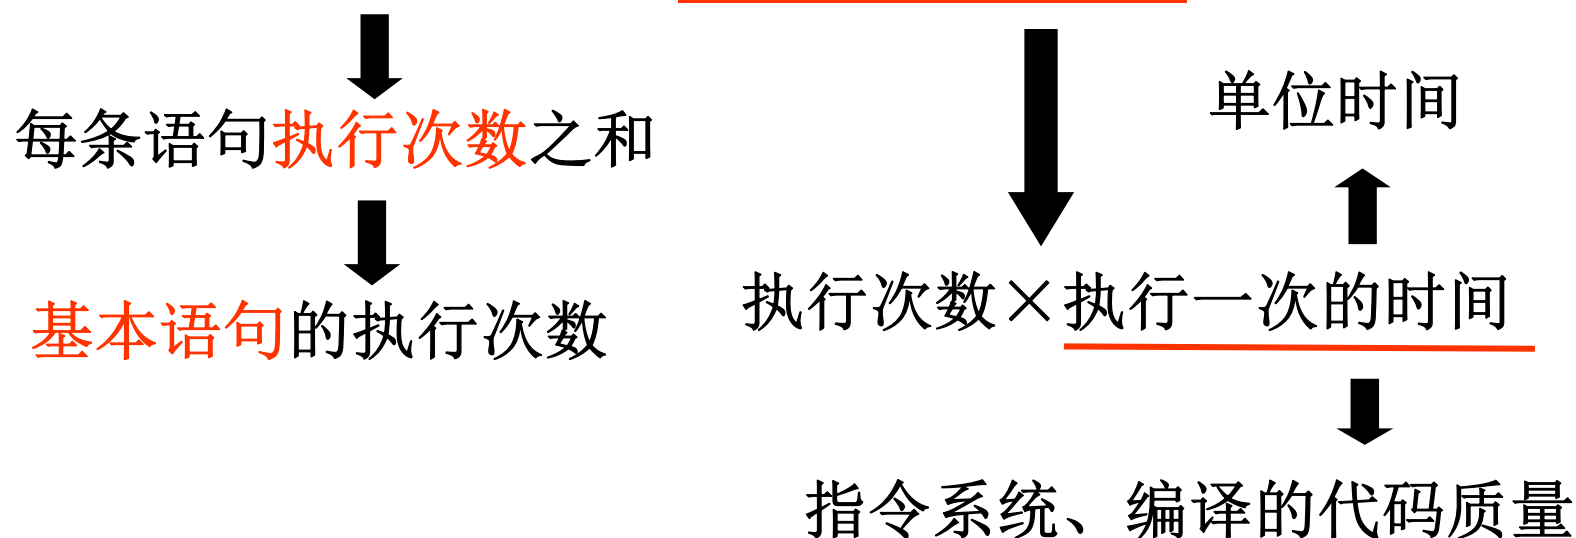 单位时间
每条语句执行次数之和
执行次数×执行一次的时间
基本语句的执行次数
指令系统、编译的代码质量